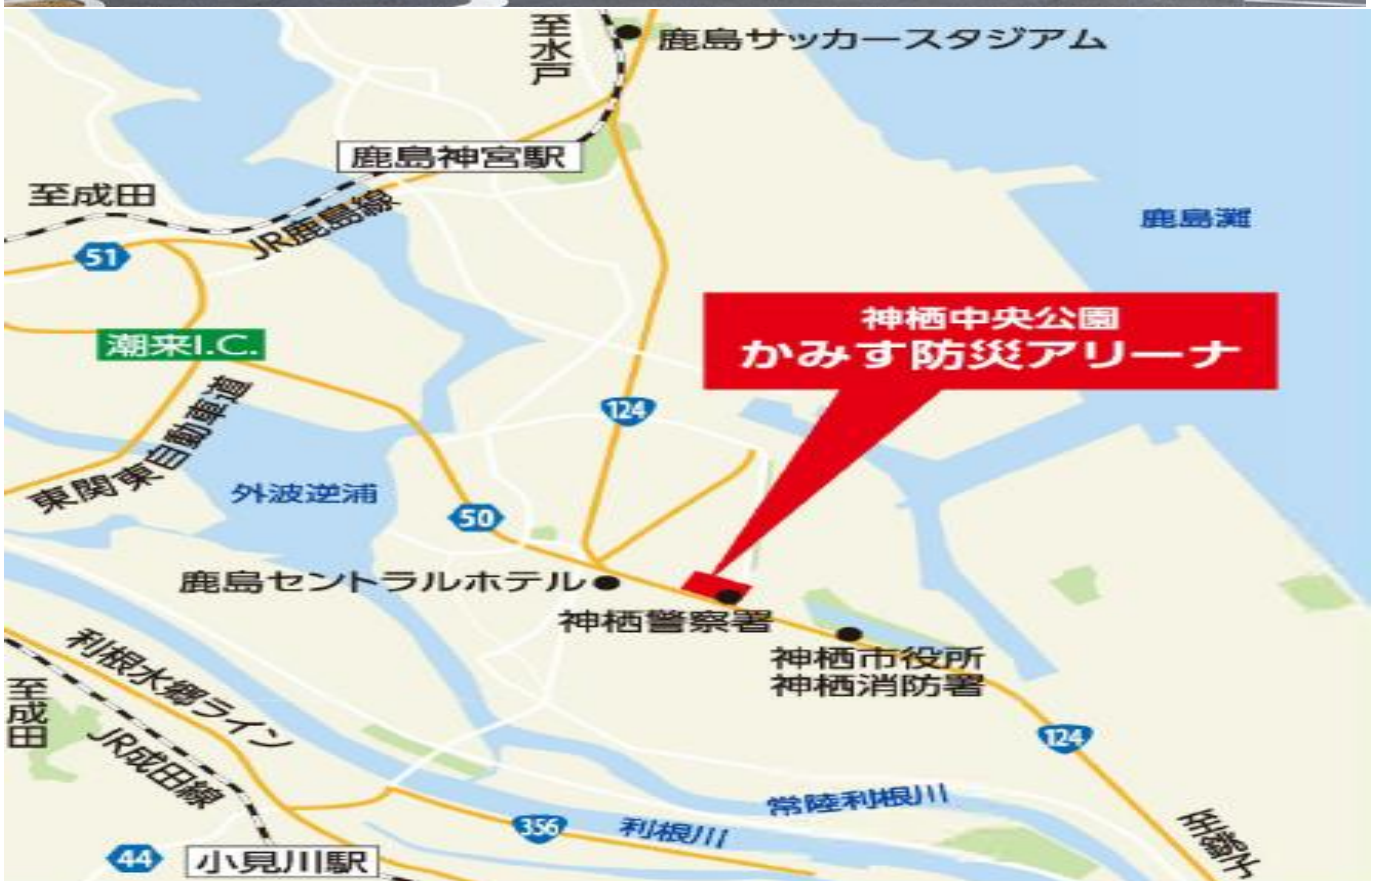 至水戸
鹿島サッカースタジアム
鹿島神宮駅
至成田
JR鹿島線
鹿島灘
51
神栖中央公園
かみす防災アリーナ
潮来I.C.
124
東関東自動車道
外波逆浦
50
鹿島セントラルホテル
神栖警察署
神栖市役所
神栖消防署
利根水郷ライン
至成田
JR成田線
124
常陸利根川
356
利根川
至銚子
44
小見川駅